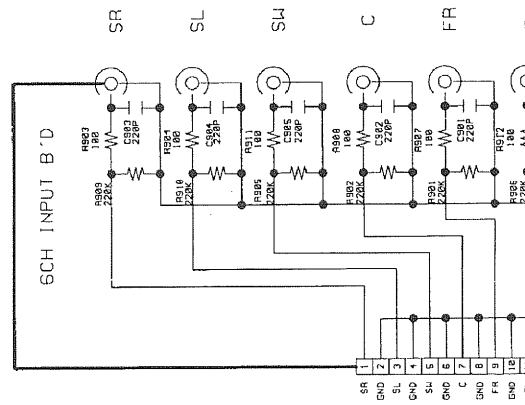 SR
SL
SW
C
FR
R903
100
C903
220P
R909
220K
R904
100
C904
220P
R910
220K
R911
100
C905
220P
R905
220K
R908
100
C902
220P
R902
220K
R907
100
C901
220P
R901
220K
R912
100
R906
220K
6CH INPUT B'D
1
2
3
4
5
6
7
8
9
10
SR
GND
SL
GND
SW
GND
C
GND
FR
GND